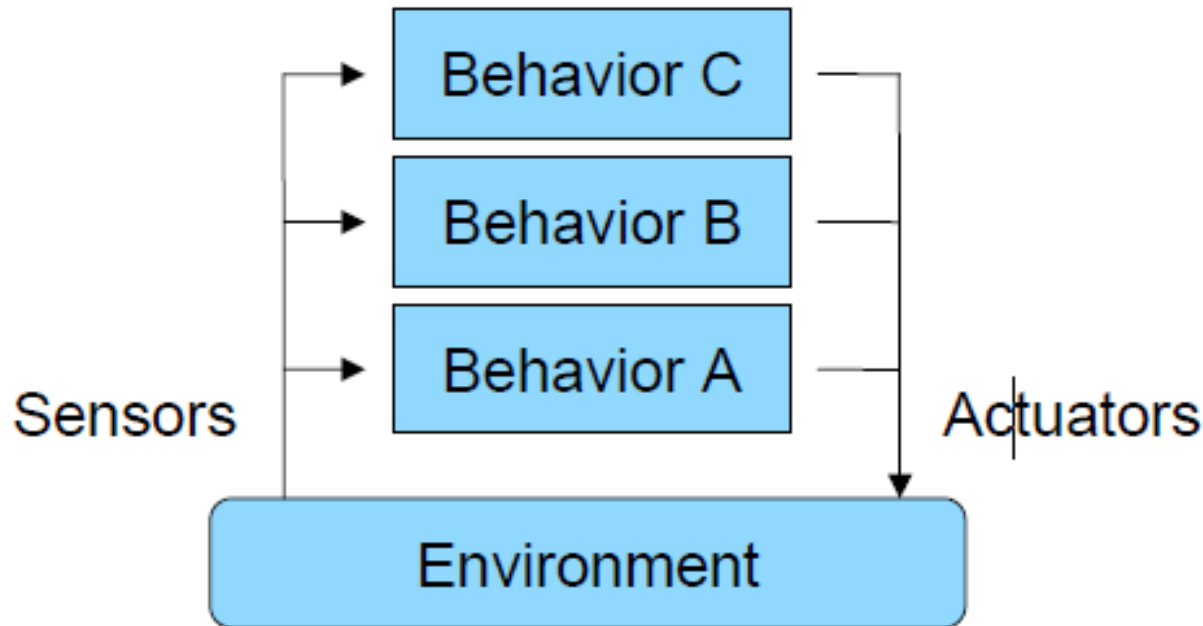 Behavior C
Behavior B
Behavior A
Sensors
Actuators
Environment